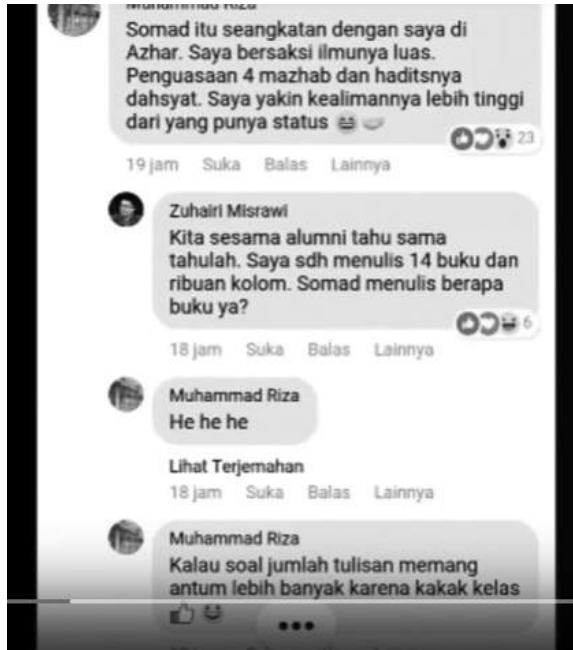 Muhammad Riza
Somad itu seangkatan dengan saya di
Azhar. Saya bersaksi ilmunya luas.
Penguasaan 4 mazhab dan haditsnya
dahsyat. Saya yakin kealimannya lebih tinggi
dari yang punya status
23
19 jam Suka Balas Lainnya
Zuhairi Misrawi
Kita sesama alumni tahu sama
tahulah. Saya sdh menulis 14 buku dan
ribuan kolom. Somad menulis berapa
buku ya?
6
18 jam Suka Balas Lainnya
Muhammad Riza
He he he
Lihat Terjemahan
18 jam Suka Balas Lainnya
Muhammad Riza
Kalau soal jumlah tulisan memang
antum lebih banyak karena kakak kelas